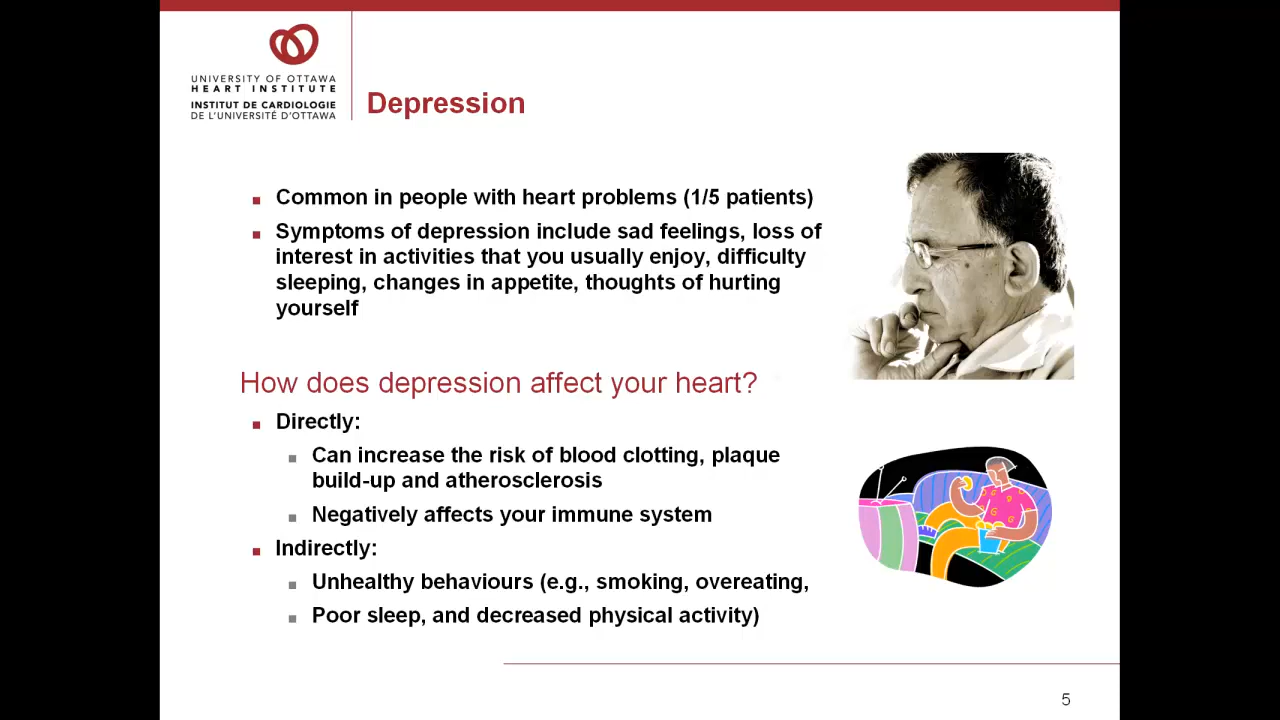 UNIVERSITY OF OTTAWA
HEART INSTITUTE
INSTITUT DE CARDIOLOGIE
DE L'UNIVERSITÉ D'OTTAWA
Depression
Common in people with heart problems (1/5 patients)
Symptoms of depression include sad feelings, loss of
interest in activities that you usually enjoy, difficulty
sleeping, changes in appetite, thoughts of hurting
yourself
How does depression affect your heart?
Directly:
Can increase the risk of blood clotting, plaque
build-up and atherosclerosis
Negatively affects your immune system
Indirectly:
Unhealthy behaviours (e.g., smoking, overeating,
Poor sleep, and decreased physical activity)
5